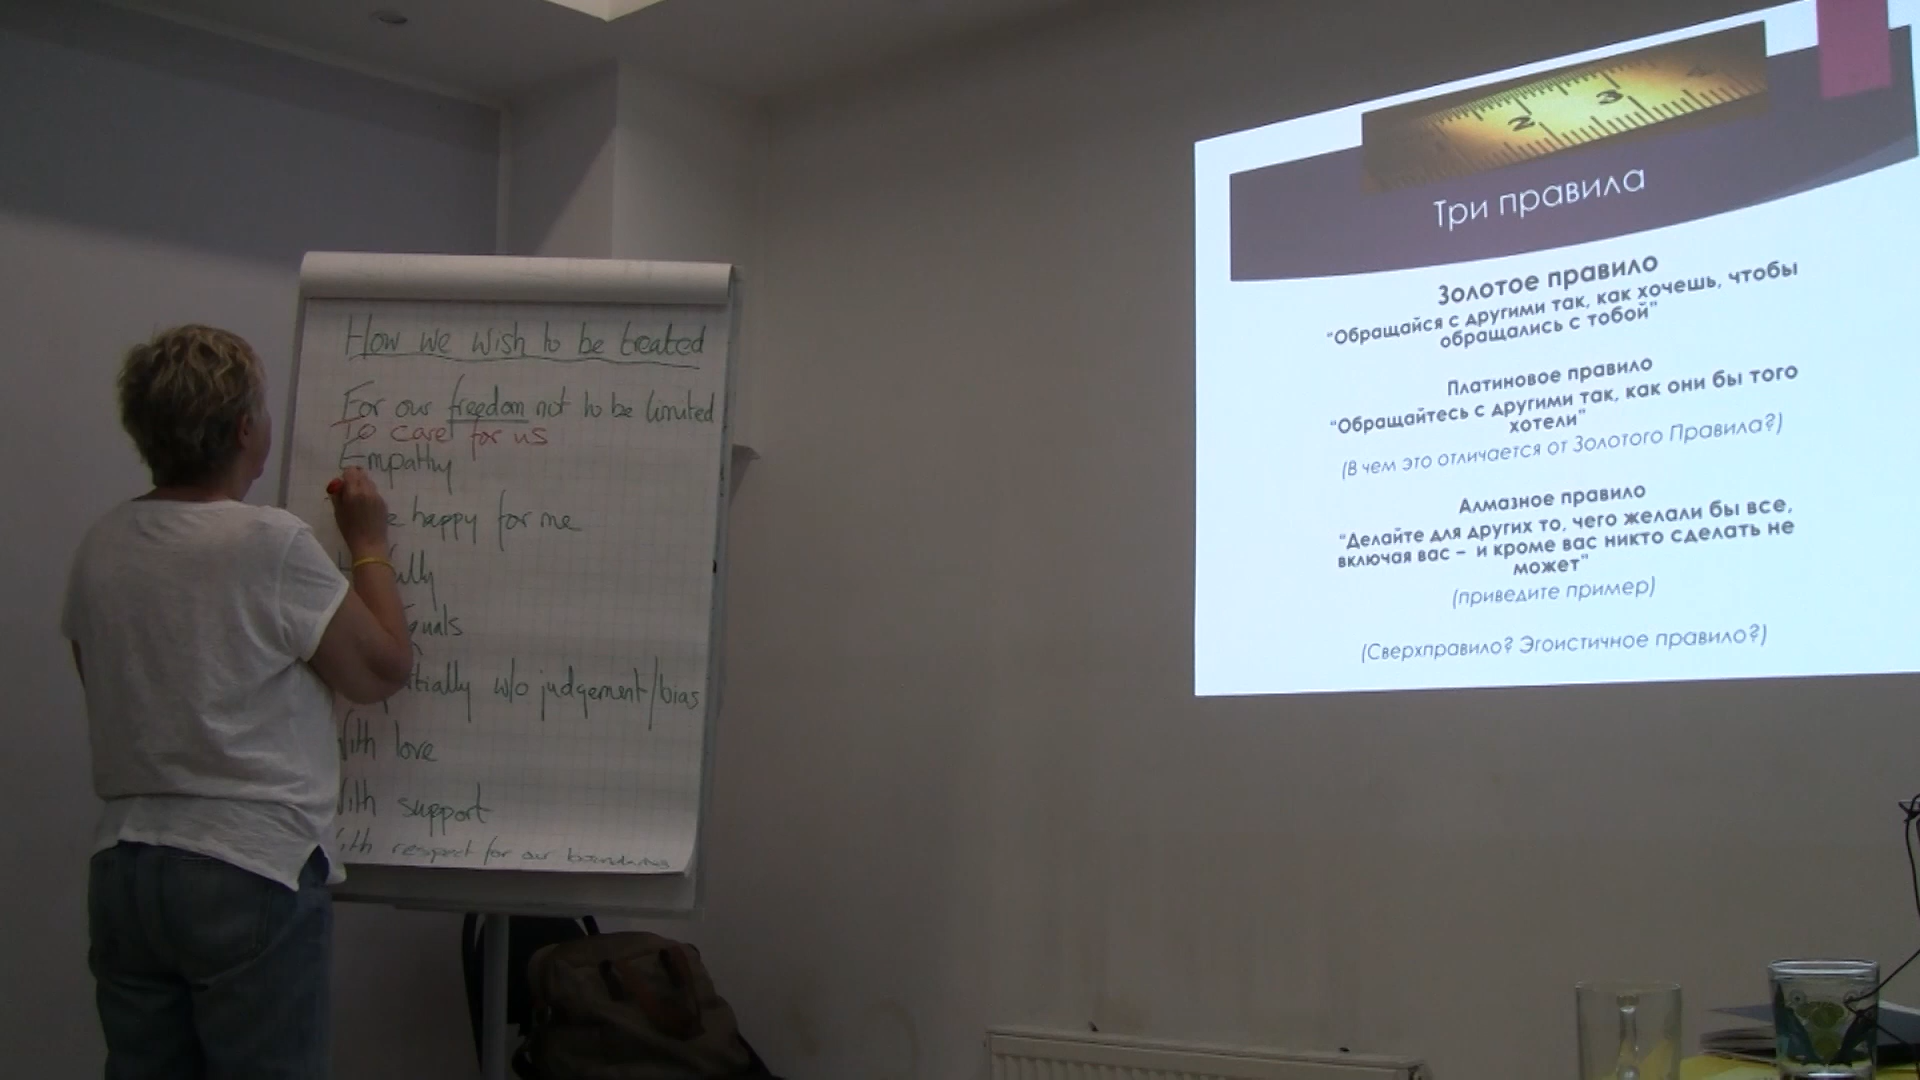 How we wish to be treated
For our freedom not to be limited
To care for us
Empathy
happy for me
With love
With support
With respect for our boundaries
w/o judgement/bias
2 3
Три правила
Золотое правило
“Обращайся с другими так, как хочешь, чтобы
обращались с тобой”
Платиновое правило
“Обращайтесь с другими так, как они бы того
хотели”
(В чем это отличается от Золотого Правила?)
Алмазное правило
“Делайте для других то, чего желали бы все,
включая вас – и кроме вас никто сделать не
может”
(приведите пример)
(Сверхправило? Эгоистичное правило?)